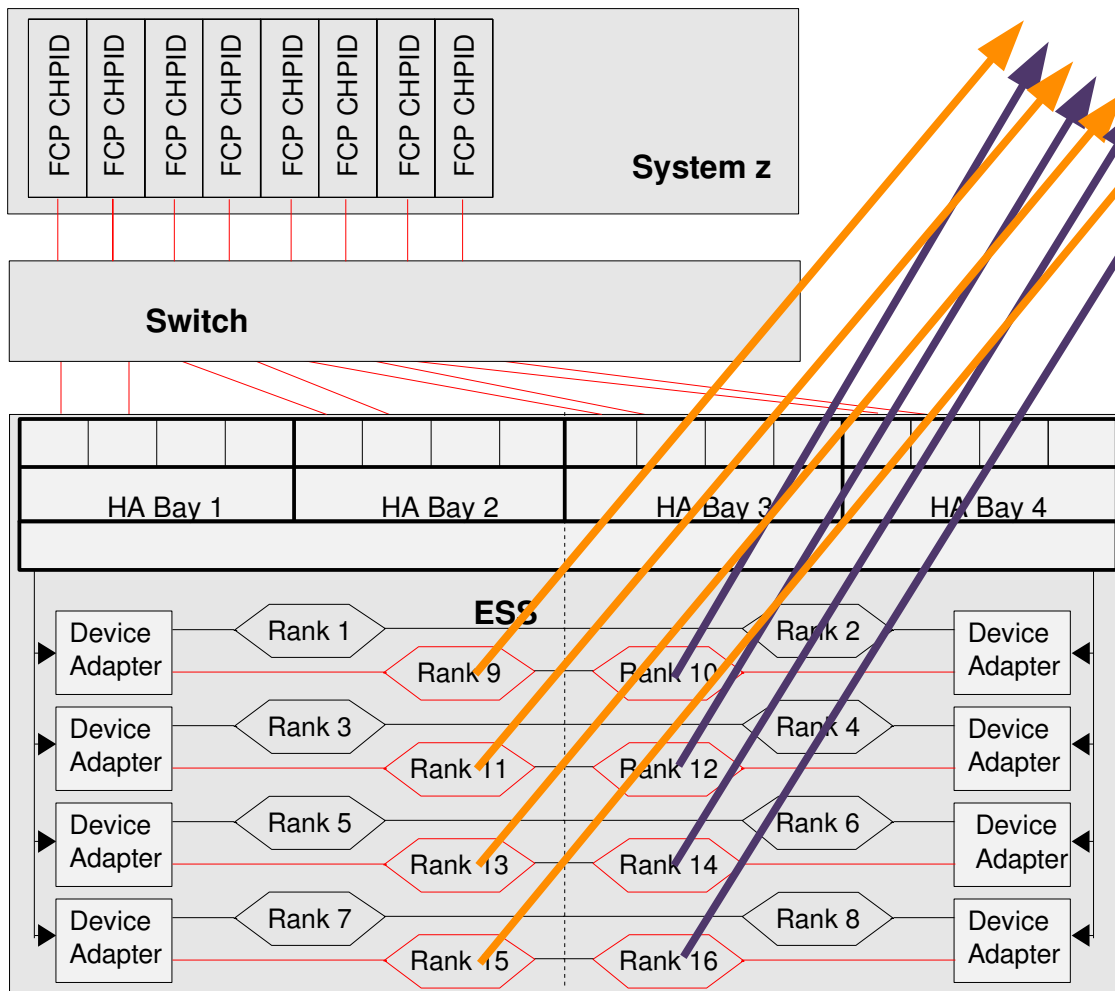 FCP CHPID
FCP CHPID
FCP CHPID
FCP CHPID
FCP CHPID
FCP CHPID
FCP CHPID
FCP CHPID
System z
Switch
HA Bay 1
HA Bay 2
HA Bay 3
HA Bay 4
ESS
Device
Adapter
Rank 1
Rank 2
Device
Adapter
Rank 9
Rank 10
Device
Adapter
Rank 3
Rank 4
Device
Adapter
Rank 11
Rank 12
Device
Adapter
Rank 5
Rank 6
Device
Adapter
Rank 13
Rank 14
Device
Adapter
Rank 7
Rank 8
Device
Adapter
Rank 15
Rank 16